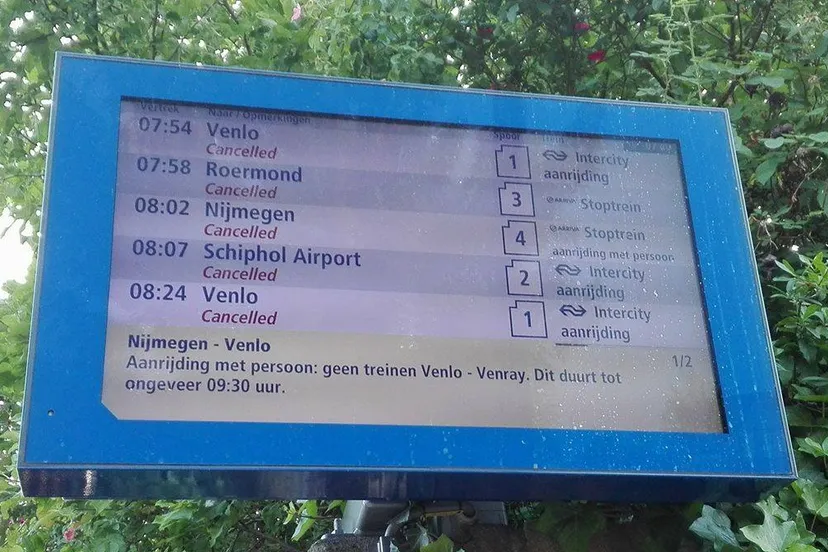 Vertrek Naar / Opmerkingen Spoor Trein
07:54 Venlo 1 Intercity
Cancelled aanrijding
07:58 Roermond 3 ARRIVA Stoptrein
Cancelled
08:02 Nijmegen 4 ARRIVA Stoptrein
Cancelled aanrijding met persoon
08:07 Schiphol Airport 2 Intercity
Cancelled aanrijding
08:24 Venlo 1 Intercity
Cancelled aanrijding
Nijmegen - Venlo 1/2
Aanrijding met persoon: geen treinen Venlo - Venray. Dit duurt tot
ongeveer 09:30 uur.